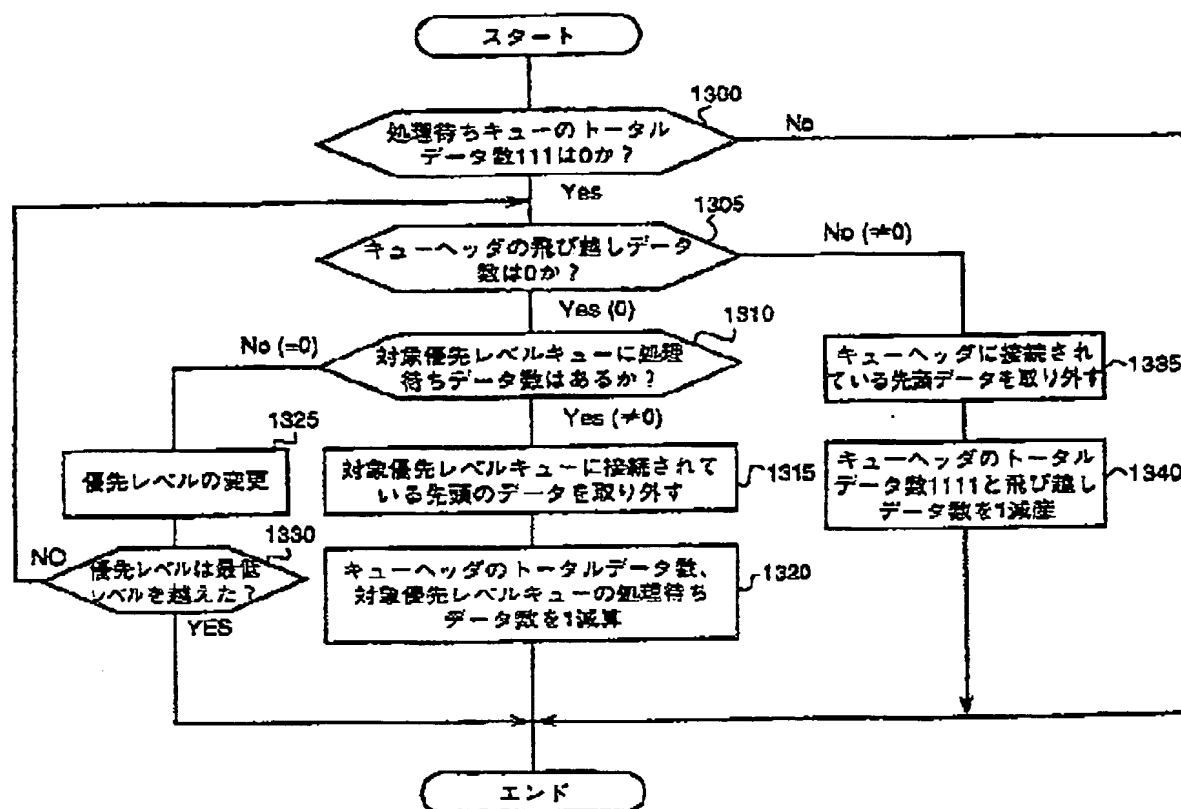 スタート
1300
処理待ちキューのトータル
データ数111は0か？
No
Yes
1305
キューヘッダの飛び越しデータ
数は0か？
No (≠0)
Yes (0)
1310
対象優先レベルキューに処理
待ちデータ数はあるか？
No (=0)
Yes (≠0)
キューヘッダに接続され
ている先頭データを取り外す
1335
1325
優先レベルの変更
対象優先レベルキューに接続されて
いる先頭のデータを取り外す
1315
キューヘッダのトータル
データ数1111と飛び越し
データ数を1減産
1340
1330
優先レベルは最低
レベルを越えた？
NO
YES
キューヘッダのトータルデータ数、
対象優先レベルキューの処理待ち
データ数を1減算
1320
エンド